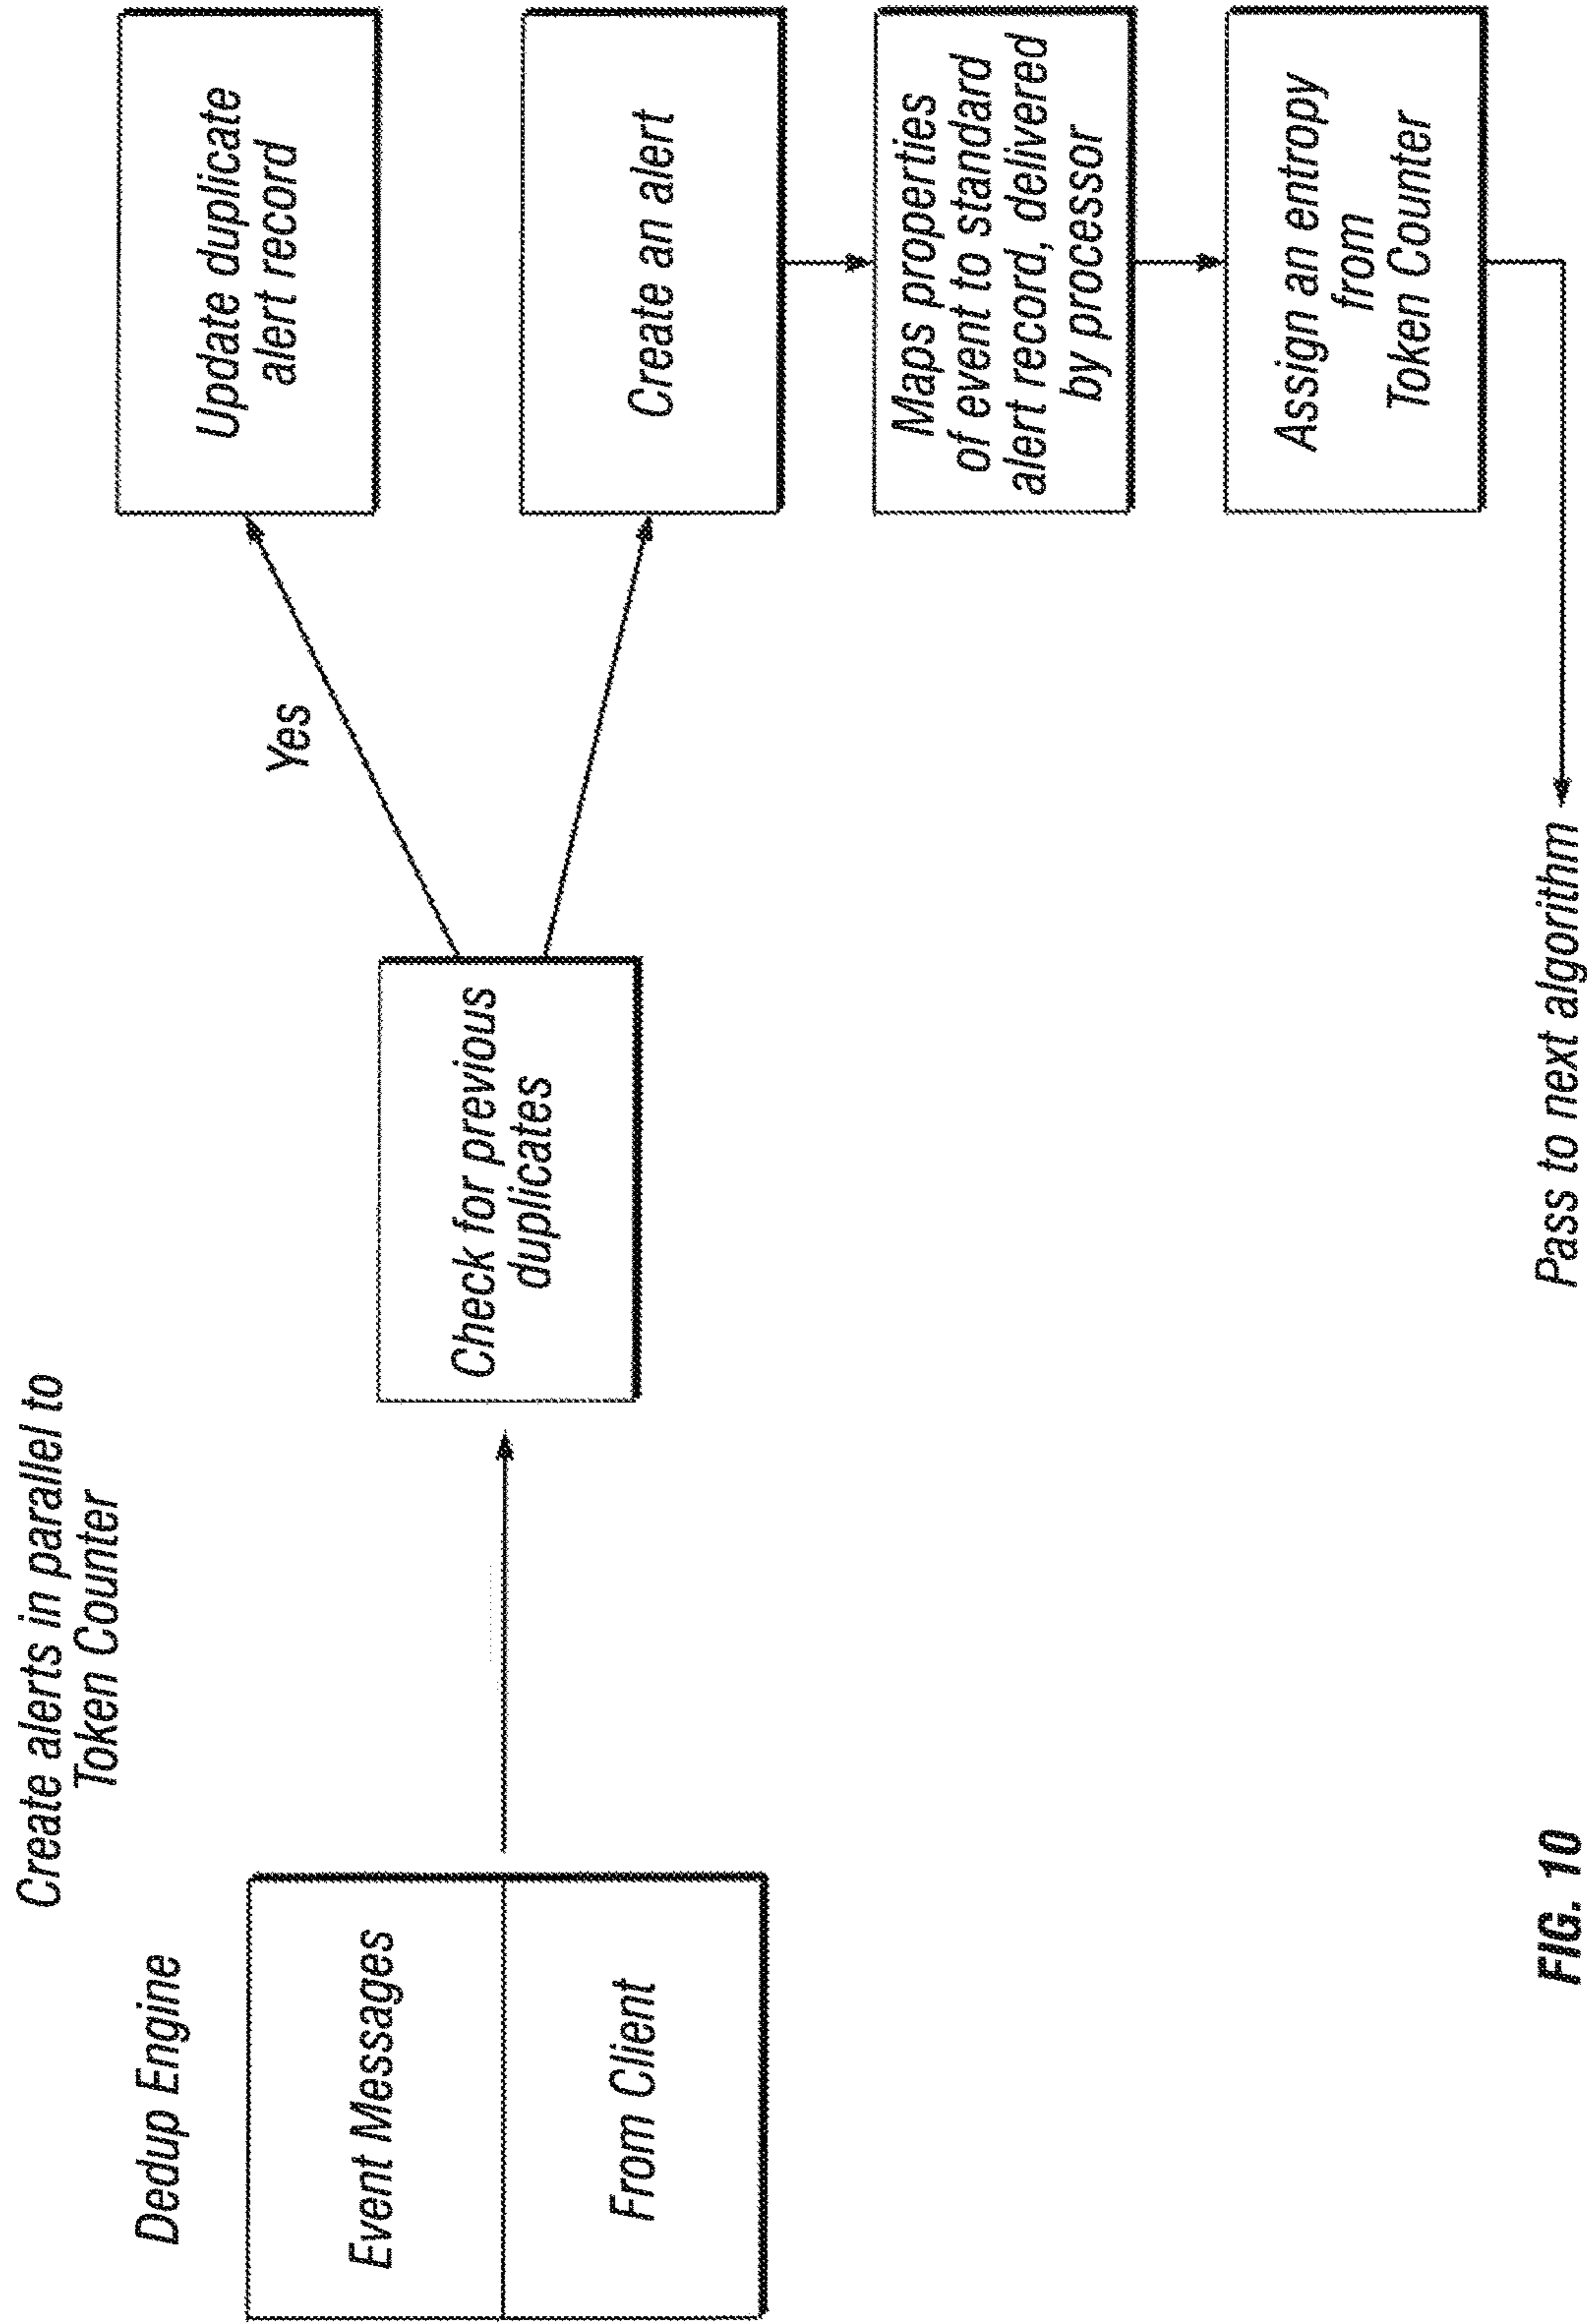 Create alerts in parallel to
Token Counter
Dedup Engine
Event Messages
From Client
Check for previous
duplicates
Yes
Update duplicate
alert record
Create an alert
Maps properties
of event to standard
alert record, delivered
by processor
Assign an entropy
from
Token Counter
Pass to next algorithm
FIG. 10